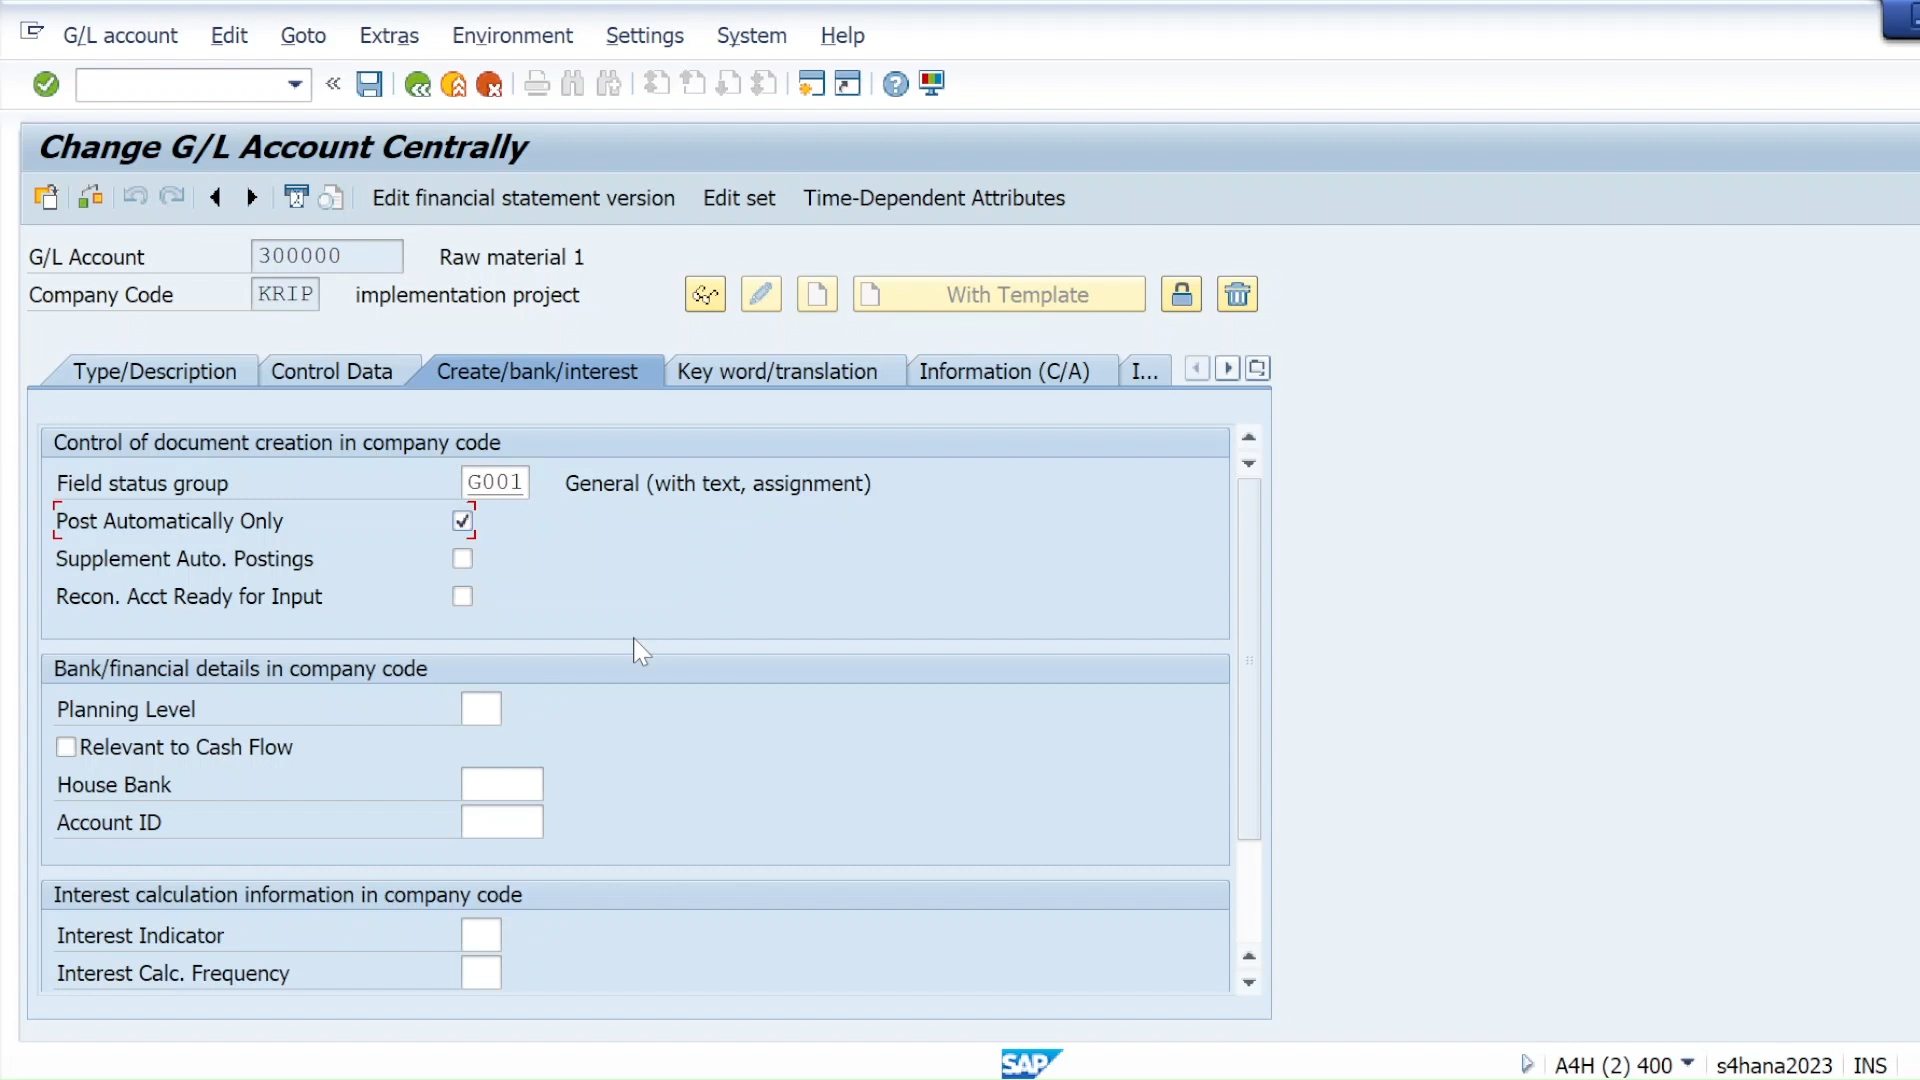 G/L account Edit Goto Extras Environment Settings System Help
Change G/L Account Centrally
Edit financial statement version Edit set Time-Dependent Attributes
G/L Account 300000 Raw material 1
Company Code KRIP implementation project With Template
Type/Description Control Data Create/bank/interest Key word/translation Information (C/A) I...
Control of document creation in company code
Field status group G001 General (with text, assignment)
Post Automatically Only
Supplement Auto. Postings
Recon. Acct Ready for Input
Bank/financial details in company code
Planning Level
Relevant to Cash Flow
House Bank
Account ID
Interest calculation information in company code
Interest Indicator
Interest Calc. Frequency
SAP A4H (2) 400 s4hana2023 INS